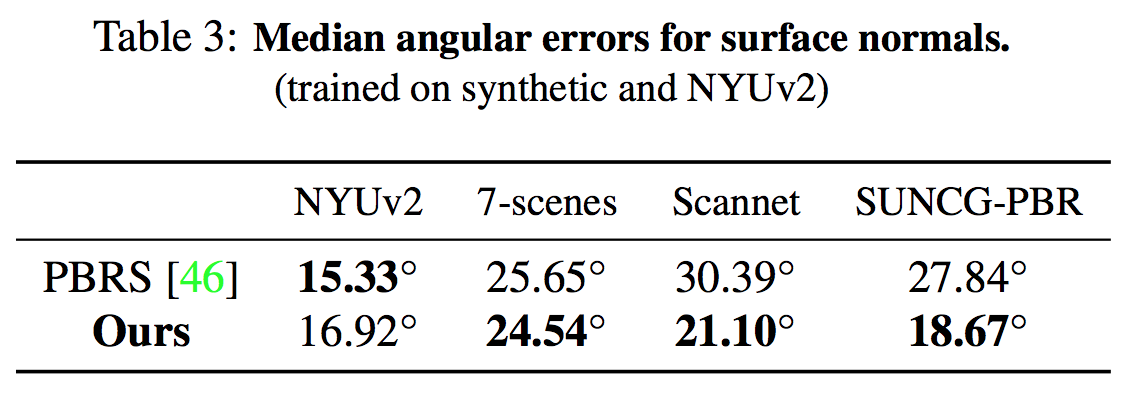 Table 3: Median angular errors for surface normals.
(trained on synthetic and NYUv2)
NYUv2 7-scenes Scannet SUNCG-PBR
PBRS [46] 15.33° 25.65° 30.39° 27.84°
Ours 16.92° 24.54° 21.10° 18.67°